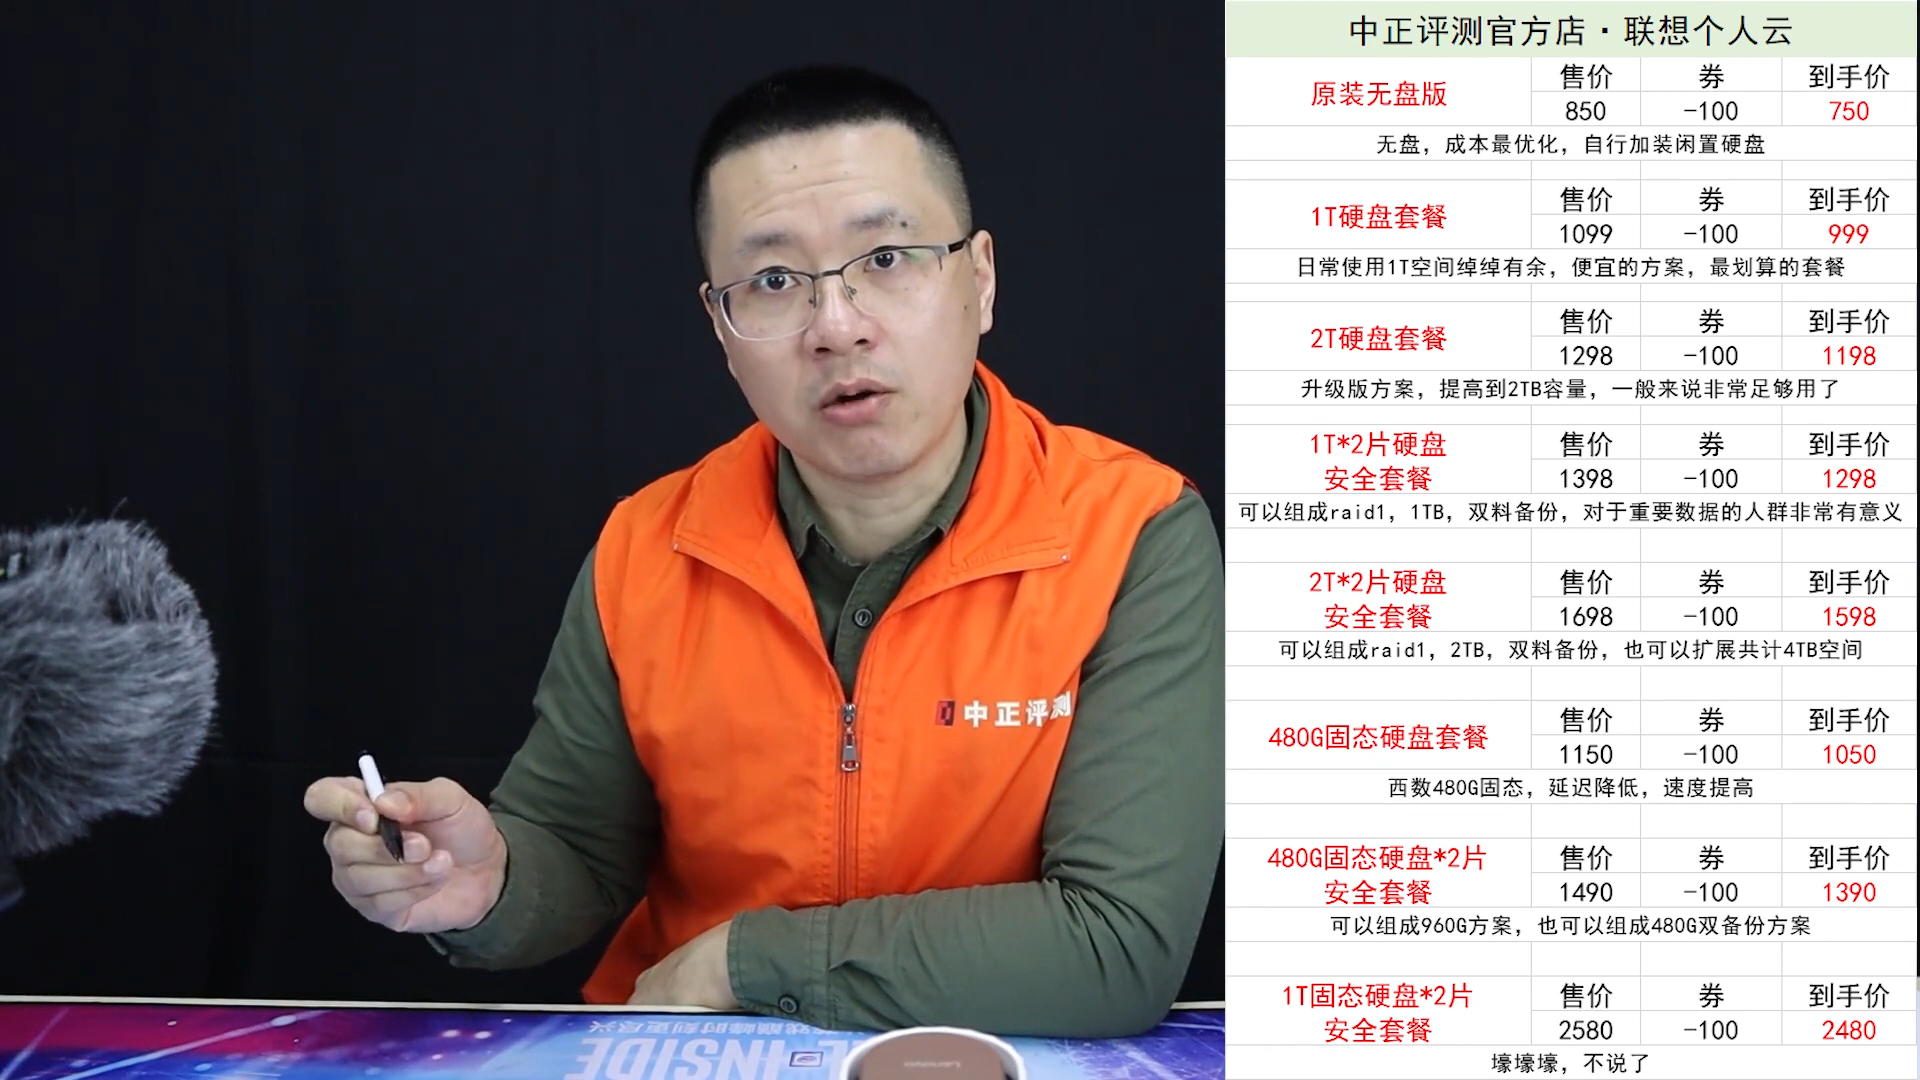 中正评测官方店·联想个人云
原装无盘版 售价 券 到手价
850 -100 750
无盘，成本最优化，自行加装闲置硬盘
1T硬盘套餐 售价 券 到手价
1099 -100 999
日常使用1T空间绰绰有余，便宜的方案，最划算的套餐
2T硬盘套餐 售价 券 到手价
1298 -100 1198
升级版方案，提高到2TB容量，一般来说非常足够用了
1T*2片硬盘 售价 券 到手价
安全套餐 1398 -100 1298
可以组成raid1，1TB，双料备份，对于重要数据的人群非常有意义
2T*2片硬盘 售价 券 到手价
安全套餐 1698 -100 1598
可以组成raid1，2TB，双料备份，也可以扩展共计4TB空间
480G固态硬盘套餐 售价 券 到手价
1150 -100 1050
西数480G固态，延迟降低，速度提高
480G固态硬盘*2片 售价 券 到手价
安全套餐 1490 -100 1390
可以组成960G方案，也可以组成480G双备份方案
1T固态硬盘*2片 售价 券 到手价
安全套餐 2580 -100 2480
壕壕壕，不说了
中正评测
INSIDE
Lenovo